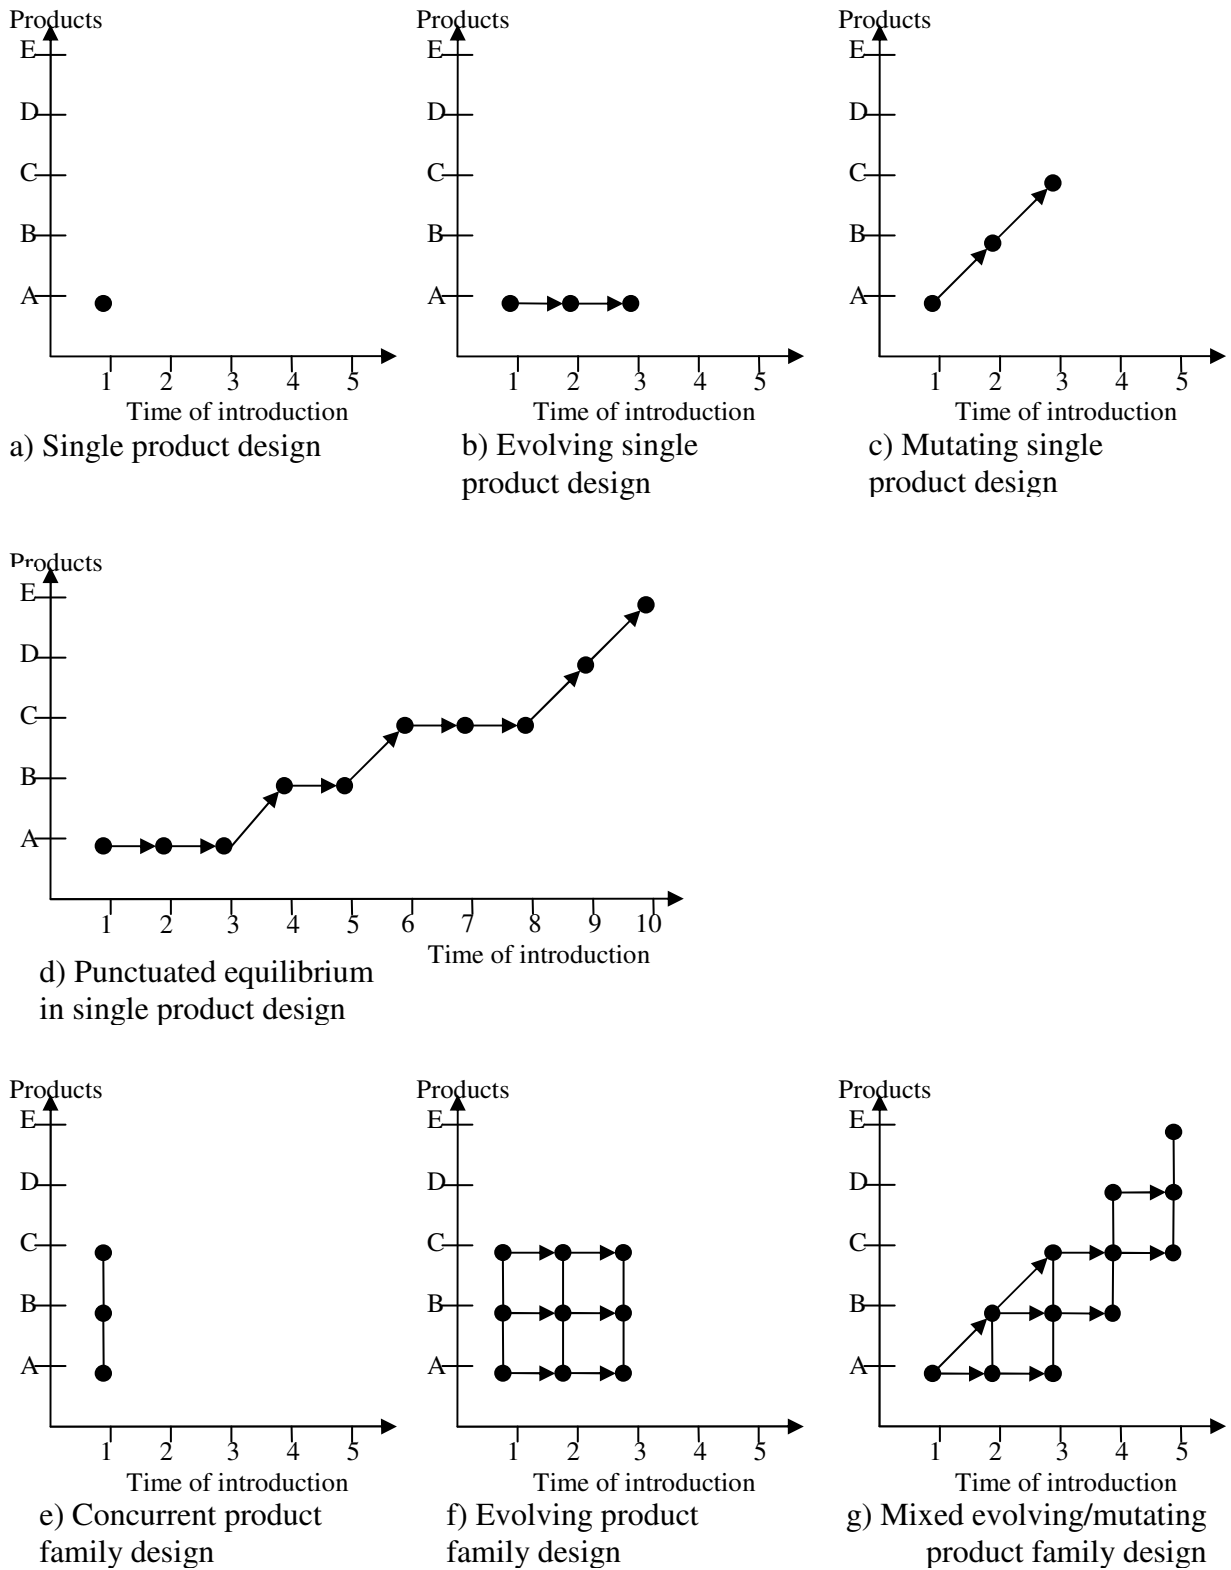 Products Products Products
E E E
D D D
C C C
B B B
A A A
1 2 3 4 5 1 2 3 4 5 1 2 3 4 5
Time of introduction Time of introduction Time of introduction
a) Single product design b) Evolving single c) Mutating single
product design product design
Products
E
D
C
B
A
1 2 3 4 5 6 7 8 9 10
Time of introduction
d) Punctuated equilibrium
in single product design
Products Products Products
E E E
D D D
C C C
B B B
A A A
1 2 3 4 5 1 2 3 4 5 1 2 3 4 5
Time of introduction Time of introduction Time of introduction
e) Concurrent product f) Evolving product g) Mixed evolving/mutating
family design family design product family design